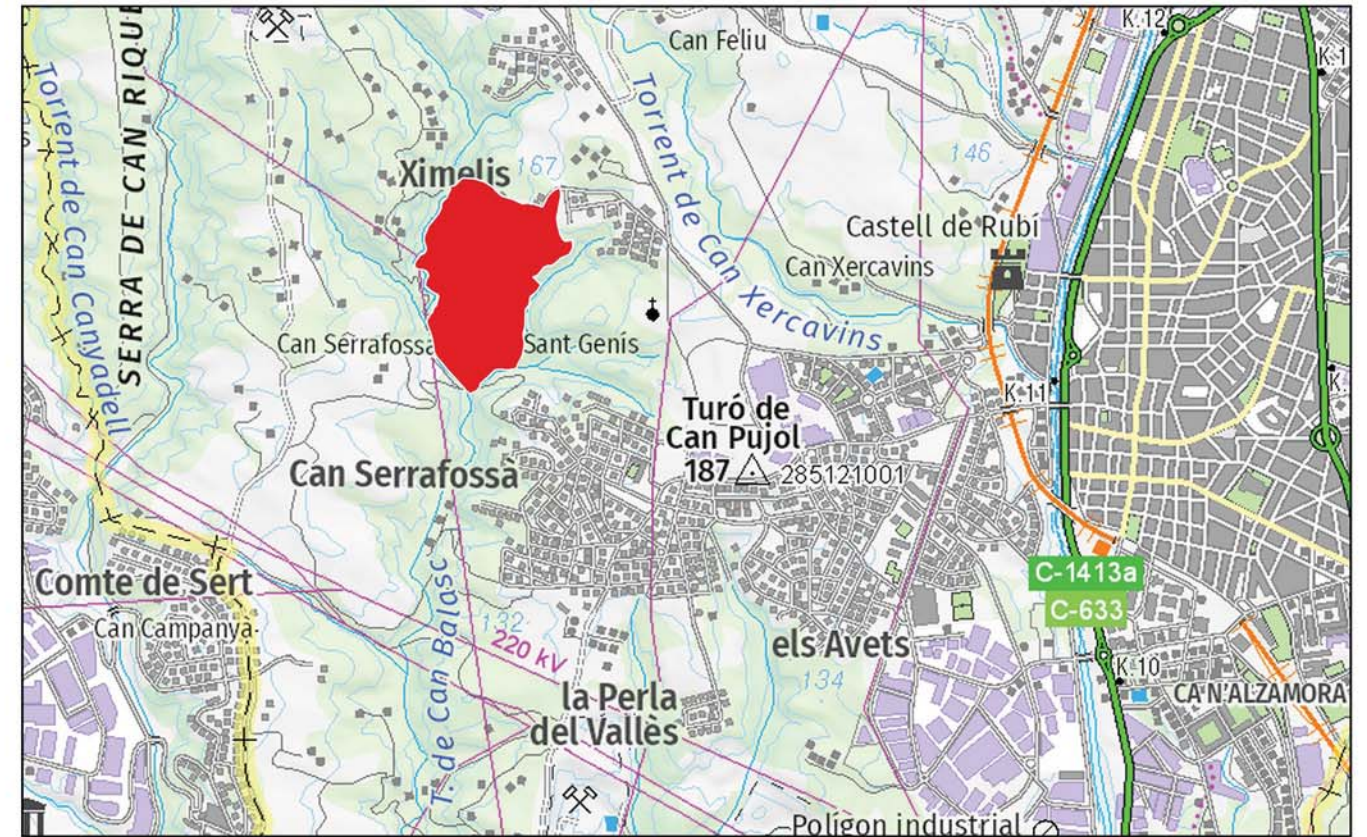 K.12
Can Feliu
151
K.1
Torrent de Can Canyadell
SERRA DE CAN RIQUE
Torrent de Can Xercavins
146
Ximelis
167
Castell de Rubí
Can Xercavins
Can Serrafossà
Sant Genís
K.11
K.
Turó de
Can Pujol
187
285121001
Can Serrafossà
C-1413a
C-633
Comte de Sert
Can Campanya
T. de Can Balasc
132
220 kV
els Avets
134
K.10
CA N'ALZAMORA
la Perla
del Vallès
Polígon industrial